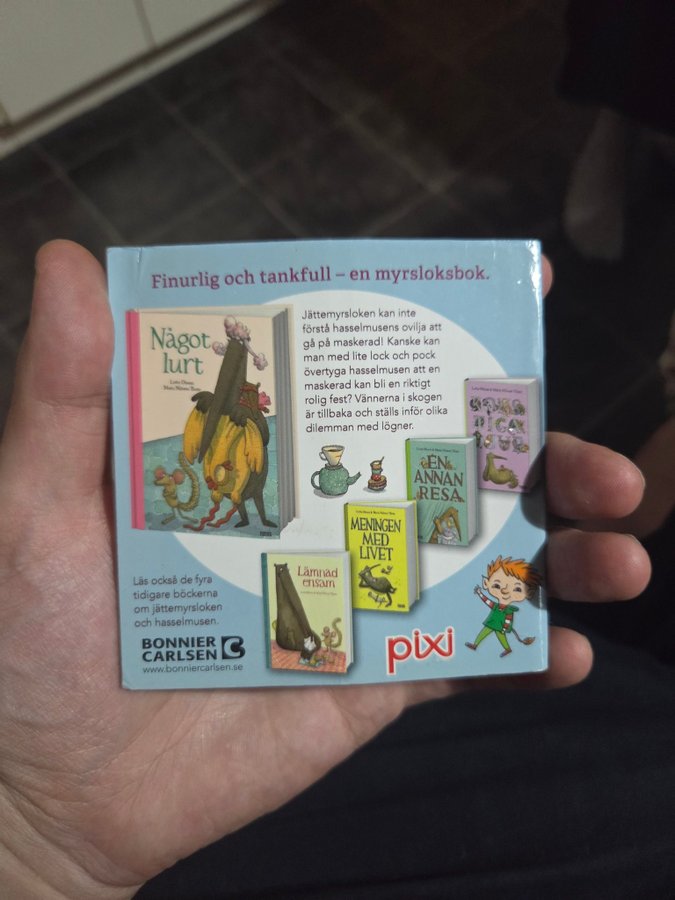 Finurlig och tankfull – en myrsloksbok.
Något
lurt
Jättemyrsloken kan inte
förstå hasselmusens ovilja att
gå på maskerad! Kanske kan
man med lite lock och pock
övertyga hasselmusen att en
maskerad kan bli en riktigt
rolig fest? Vännerna i skogen
är tillbaka och ställs inför olika
dilemman med lögner.
EN
ANNAN
RESA
MENINGEN
MED
LIVET
Lämnad
ensam
Läs också de fyra
tidigare böckerna
om jättemyrsloken
och hasselmusen.
BONNIER
CARLSEN
www.bonniercarlsen.se
pixi